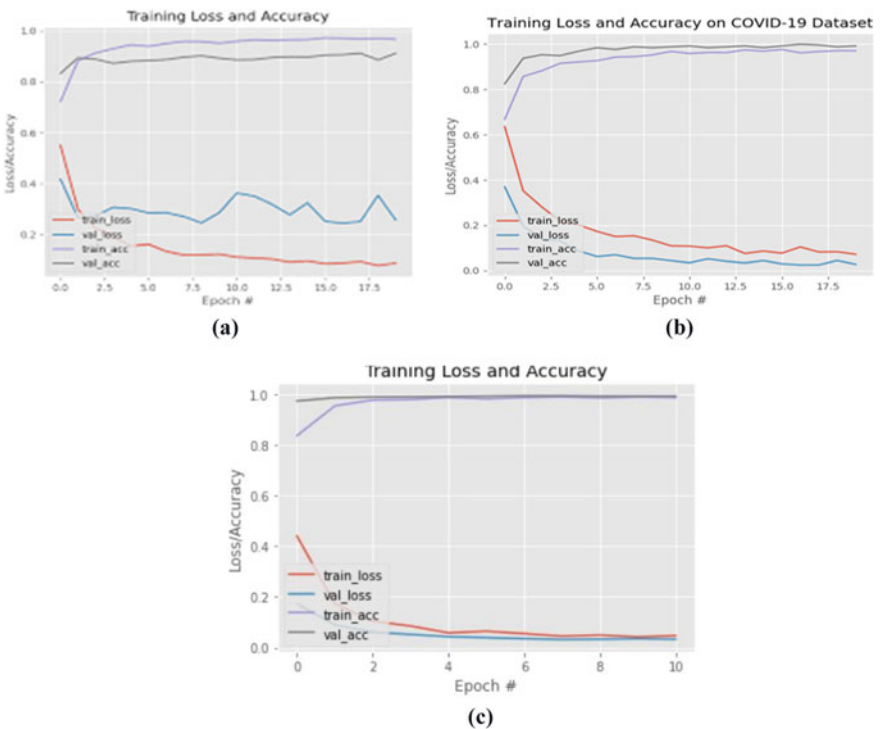 Training Loss and Accuracy
Loss/Accuracy
1.0
0.8
0.6
0.4
0.2
train_loss
val_loss
train_acc
val_acc
0.0 2.5 5.0 7.5 10.0 12.5 15.0 17.5
Epoch #
(a)
Training Loss and Accuracy on COVID-19 Dataset
Loss/Accuracy
1.0
0.8
0.6
0.4
0.2
0.0
train_loss
val_loss
train_acc
val_acc
0.0 2.5 5.0 7.5 10.0 12.5 15.0 17.5
Epoch #
(b)
Training Loss and Accuracy
Loss/Accuracy
1.0
0.8
0.6
0.4
0.2
0.0
train_loss
val_loss
train_acc
val_acc
0 2 4 6 8 10
Epoch #
(c)